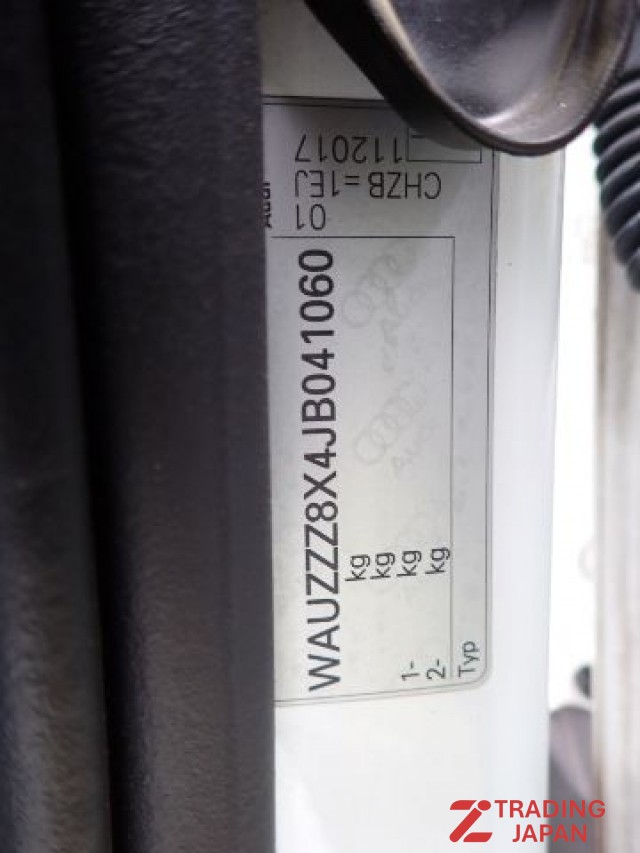 WAUZZZ8X4JB041060
kg
kg
1- kg
2- kg
Typ
01
CHZB =1EJ
112017
TRADING
JAPAN